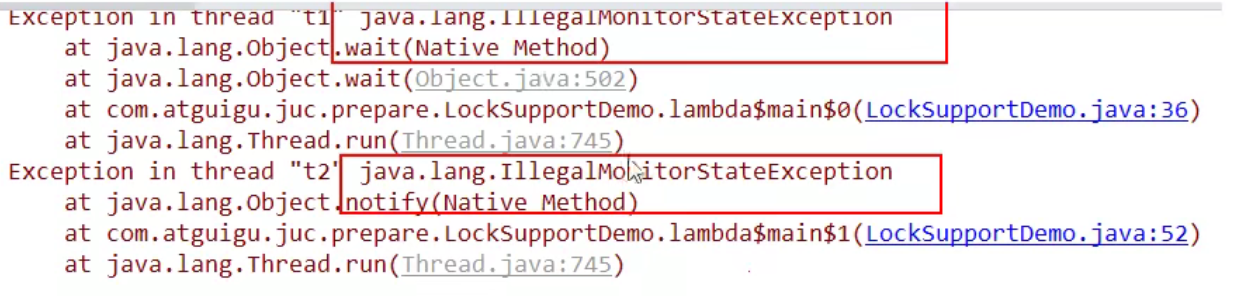 Exception in thread "t1" java.lang.IllegalMonitorStateException
at java.lang.Object.wait(Native Method)
at java.lang.Object.wait(Object.java:502)
at com.atguigu.juc.prepare.LockSupportDemo.lambda$main$0(LockSupportDemo.java:36)
at java.lang.Thread.run(Thread.java:745)
Exception in thread "t2" java.lang.IllegalMonitorStateException
at java.lang.Object.notify(Native Method)
at com.atguigu.juc.prepare.LockSupportDemo.lambda$main$1(LockSupportDemo.java:52)
at java.lang.Thread.run(Thread.java:745)